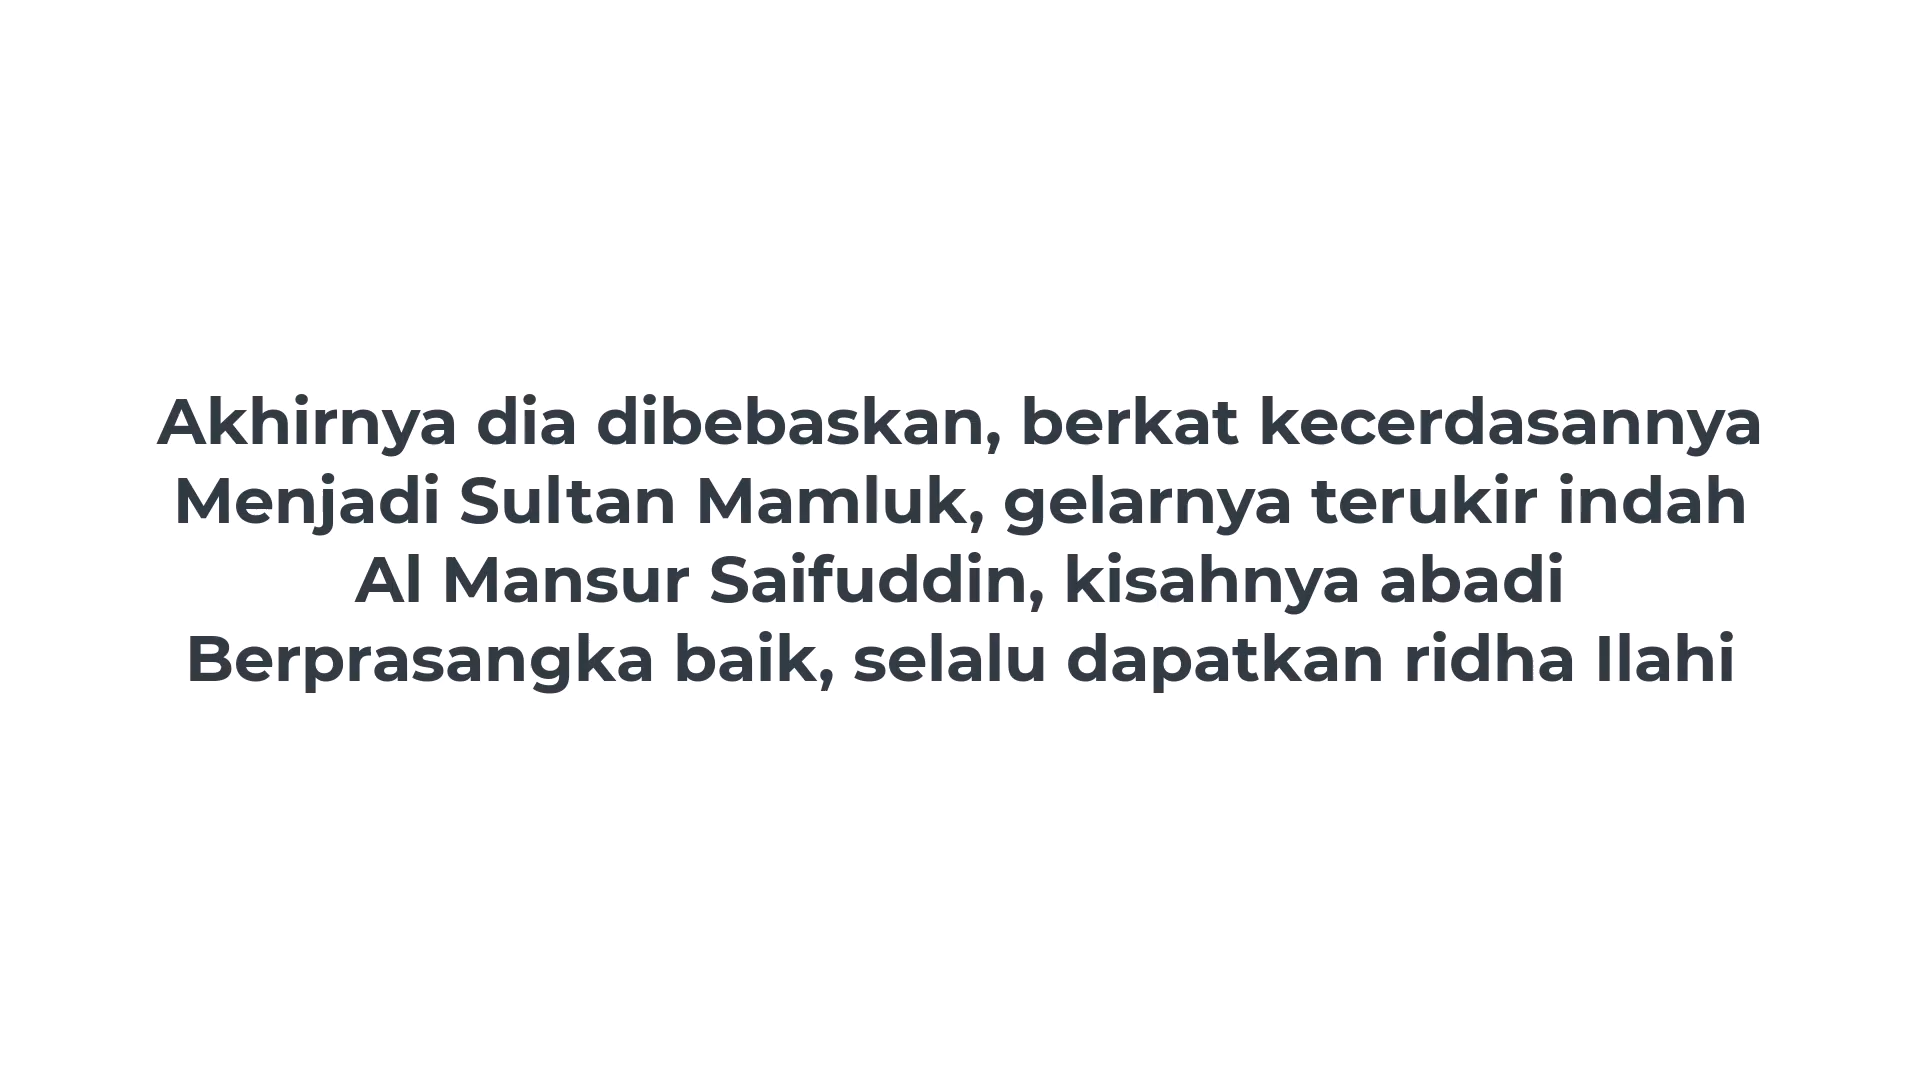 Akhirnya dia dibebaskan, berkat kecerdasannya
Menjadi Sultan Mamluk, gelarnya terukir indah
Al Mansur Saifuddin, kisahnya abadi
Berprasangka baik, selalu dapatkan ridha Ilahi